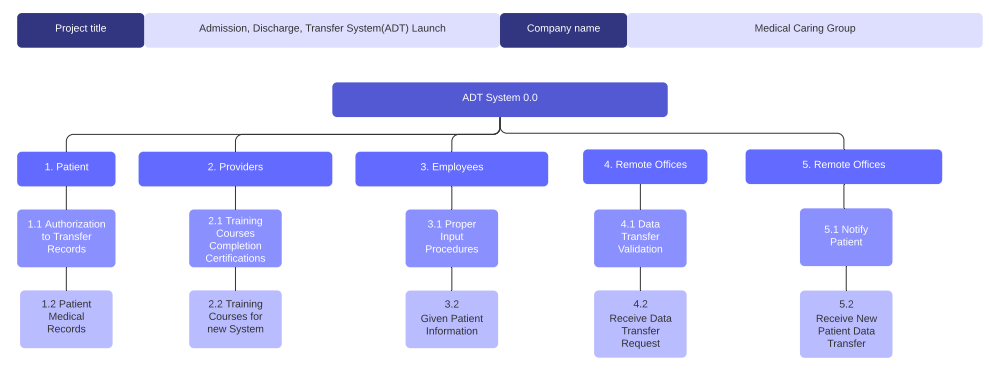 Project title
Admission, Discharge, Transfer System(ADT) Launch
Company name
Medical Caring Group
ADT System 0.0
1. Patient
2. Providers
3. Employees
4. Remote Offices
5. Remote Offices
1.1 Authorization
to Transfer
Records
2.1 Training
Courses
Completion
Certifications
3.1 Proper
Input
Procedures
4.1 Data
Transfer
Validation
5.1 Notify
Patient
1.2 Patient
Medical
Records
2.2 Training
Courses for
new System
3.2
Given Patient
Information
4.2
Receive Data
Transfer
Request
5.2
Receive New
Patient Data
Transfer